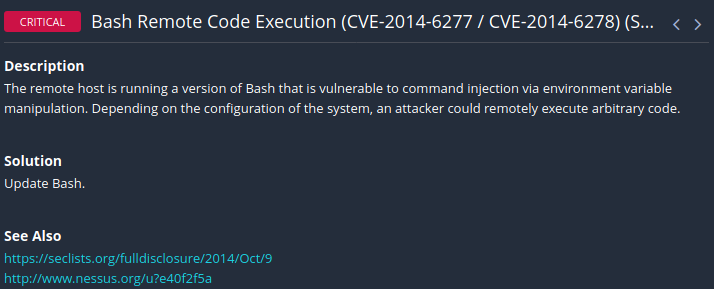 CRITICAL Bash Remote Code Execution (CVE-2014-6277 / CVE-2014-6278) (S...
Description
The remote host is running a version of Bash that is vulnerable to command injection via environment variable
manipulation. Depending on the configuration of the system, an attacker could remotely execute arbitrary code.
Solution
Update Bash.
See Also
https://seclists.org/fulldisclosure/2014/Oct/9
http://www.nessus.org/u?e40f2f5a